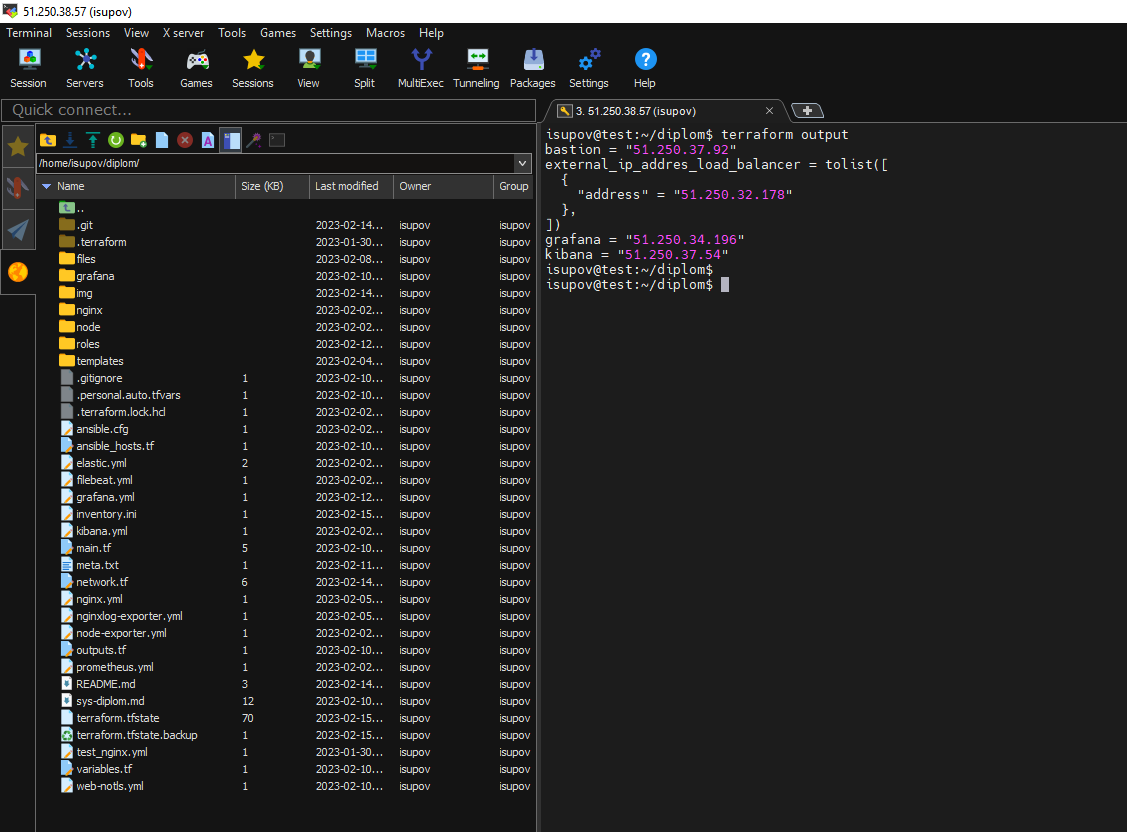 51.250.38.57 (isupov)
Terminal Sessions View X server Tools Games Settings Macros Help
Session Servers Tools Games Sessions View Split MultiExec Tunneling Packages Settings Help
Quick connect...
3. 51.250.38.57 (isupov)
/home/isupov/diplom/
Name Size (KB) Last modified Owner Group
..
.git 2023-02-14... isupov isupov
.terraform 2023-01-30... isupov isupov
files 2023-02-08... isupov isupov
grafana 2023-02-10... isupov isupov
img 2023-02-14... isupov isupov
nginx 2023-02-02... isupov isupov
node 2023-02-02... isupov isupov
roles 2023-02-12... isupov isupov
templates 2023-02-04... isupov isupov
.gitignore 1 2023-02-10... isupov isupov
.personal.auto.tfvars 1 2023-02-10... isupov isupov
.terraform.lock.hcl 1 2023-02-02... isupov isupov
ansible.cfg 1 2023-02-02... isupov isupov
ansible_hosts.tf 1 2023-02-10... isupov isupov
elastic.yml 2 2023-02-02... isupov isupov
filebeat.yml 1 2023-02-02... isupov isupov
grafana.yml 1 2023-02-12... isupov isupov
inventory.ini 1 2023-02-15... isupov isupov
kibana.yml 1 2023-02-02... isupov isupov
main.tf 5 2023-02-10... isupov isupov
meta.txt 1 2023-02-11... isupov isupov
network.tf 6 2023-02-14... isupov isupov
nginx.yml 1 2023-02-05... isupov isupov
nginxlog-exporter.yml 1 2023-02-05... isupov isupov
node-exporter.yml 1 2023-02-02... isupov isupov
outputs.tf 1 2023-02-10... isupov isupov
prometheus.yml 1 2023-02-02... isupov isupov
README.md 3 2023-02-14... isupov isupov
sys-diplom.md 12 2023-02-10... isupov isupov
terraform.tfstate 70 2023-02-15... isupov isupov
terraform.tfstate.backup 1 2023-02-15... isupov isupov
test_nginx.yml 1 2023-01-30... isupov isupov
variables.tf 1 2023-02-10... isupov isupov
web-notls.yml 1 2023-02-10... isupov isupov
isupov@test:~/diplom$ terraform output
bastion = "51.250.37.92"
external_ip_addres_load_balancer = tolist([
  {
    "address" = "51.250.32.178"
  },
])
grafana = "51.250.34.196"
kibana = "51.250.37.54"
isupov@test:~/diplom$
isupov@test:~/diplom$